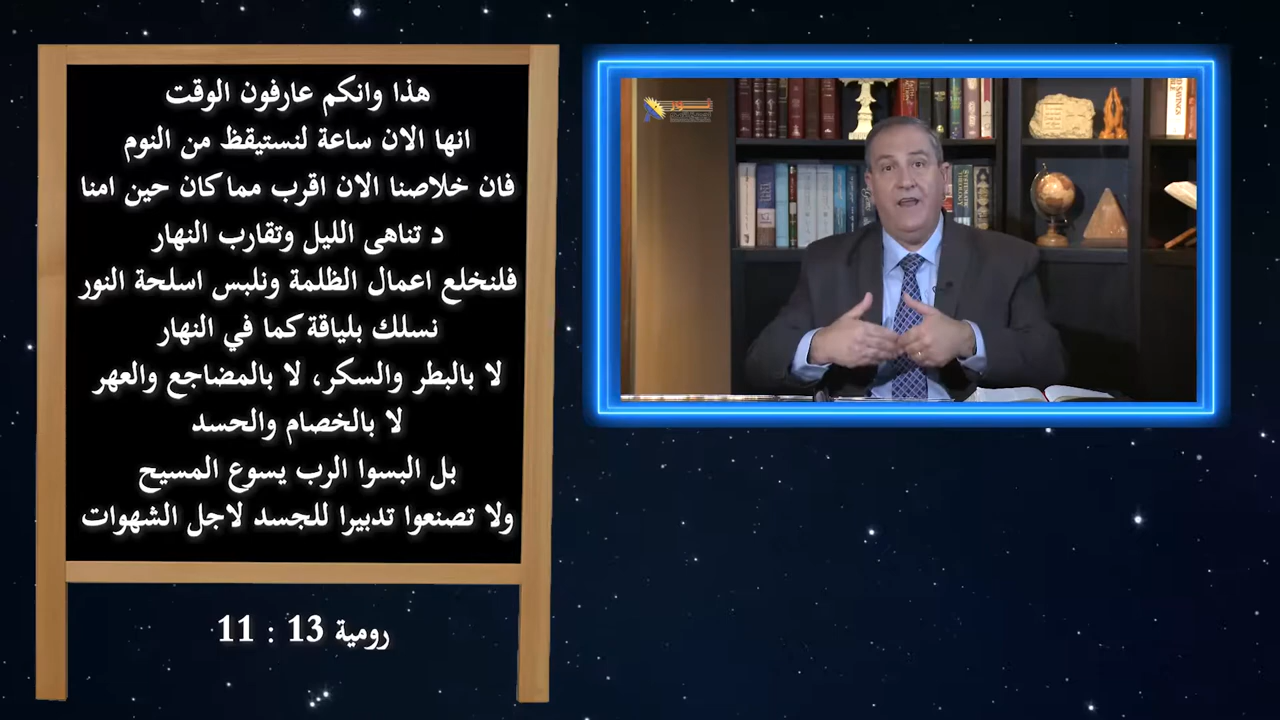 هذا وانكم عارفون الوقت
انها الان ساعة لنستيقظ من النوم
فان خلاصنا الان اقرب مما كان حين امنا
د تناهى الليل وتقارب النهار
فلنخلع اعمال الظلمة ونلبس اسلحة النور
نسلك بلياقة كما في النهار
لا بالبطر والسكر، لا بالمضاجع والعهر
لا بالخصام والحسد
بل البسوا الرب يسوع المسيح
ولا تصنعوا تدبيرا للجسد لاجل الشهوات
رومية 13 : 11
نور